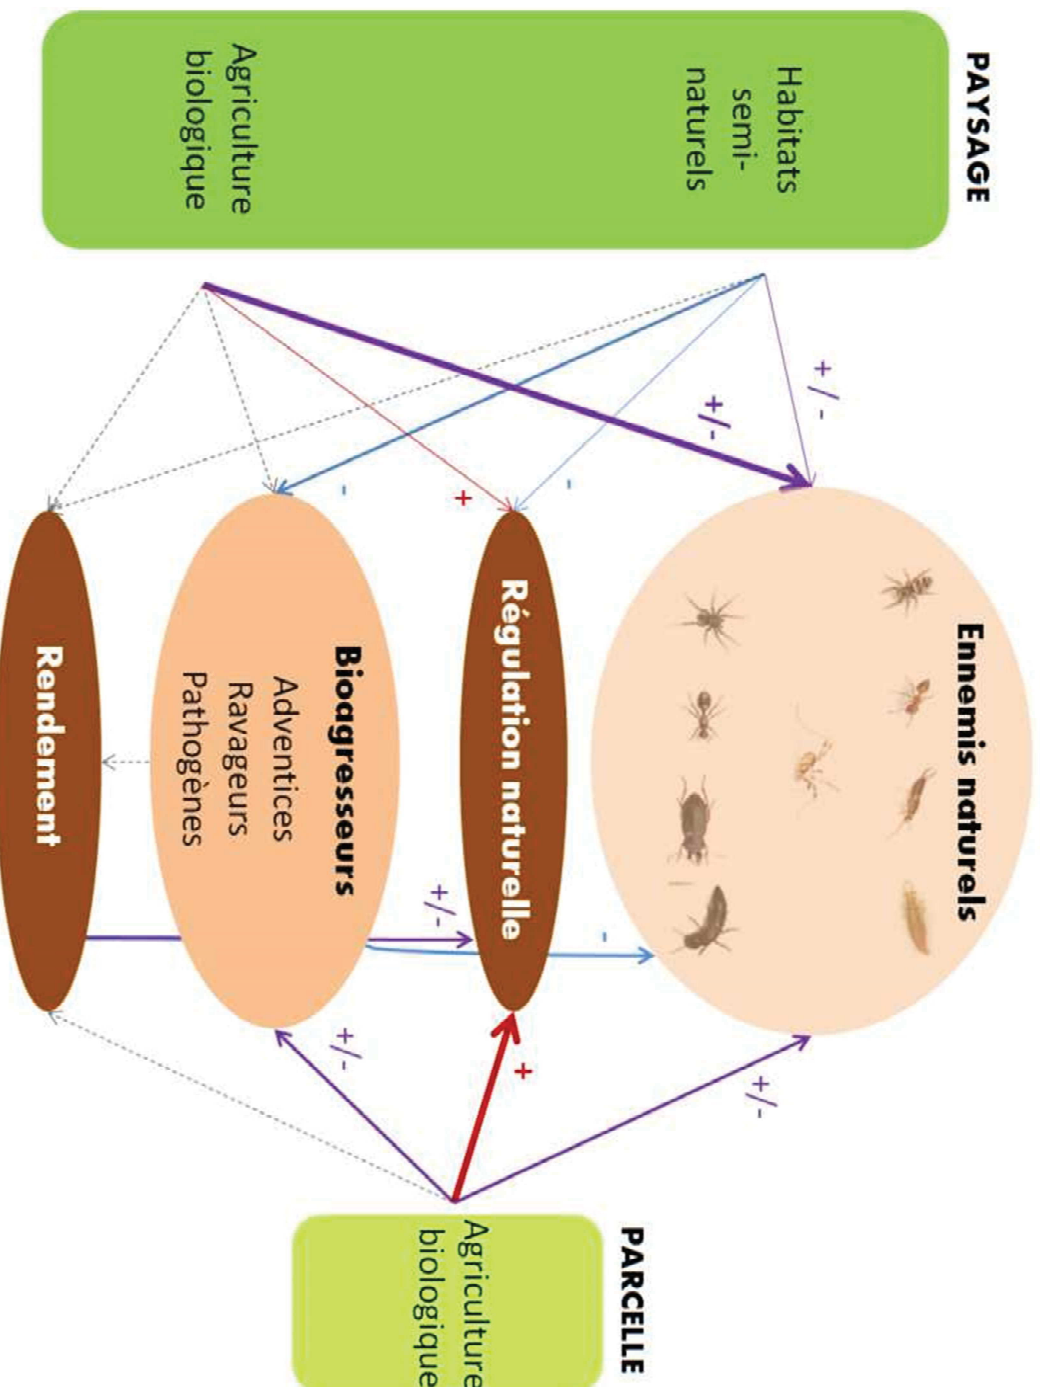 PAYSAGE
Habitats
semi-
naturels
Agriculture
biologique
+/-
+/-
-
+
-
Ennemis naturels
Régulation naturelle
Bioagresseurs
Adventices
Ravageurs
Pathogènes
Rendement
-
+/-
+/-
+
+/-
PARCELLE
Agriculture
biologique